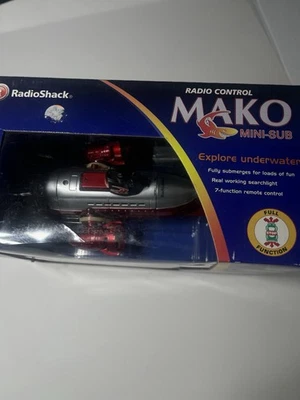 RadioShack®
RADIO CONTROL
MAKO
MINI-SUB
Explore underwater
Fully submerges for loads of fun
Real working searchlight
7-function remote control
FULL
FUNCTION